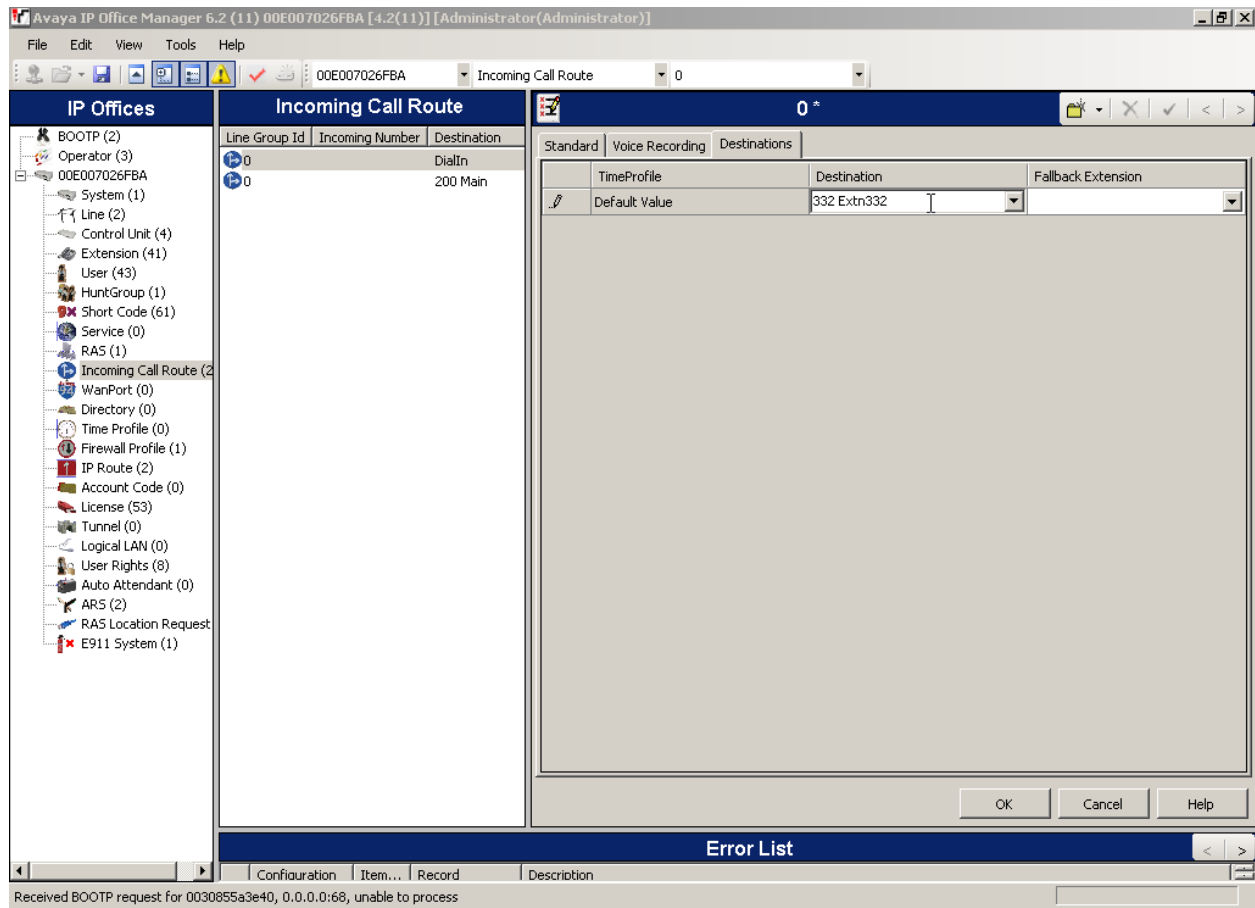 Avaya IP Office Manager 6.2 (11) 00E007026FBA [4.2(11)] [Administrator(Administrator)]
File Edit View Tools Help
00E007026FBA Incoming Call Route 0
IP Offices
BOOTP (2)
Operator (3)
00E007026FBA
System (1)
Line (2)
Control Unit (4)
Extension (41)
User (43)
HuntGroup (1)
Short Code (61)
Service (0)
RAS (1)
Incoming Call Route (2
WanPort (0)
Directory (0)
Time Profile (0)
Firewall Profile (1)
IP Route (2)
Account Code (0)
License (53)
Tunnel (0)
Logical LAN (0)
User Rights (8)
Auto Attendant (0)
ARS (2)
RAS Location Request
E911 System (1)
Incoming Call Route
Line Group Id Incoming Number Destination
0 DialIn
0 200 Main
0 *
Standard Voice Recording Destinations
TimeProfile Destination Fallback Extension
Default Value 332 Extn332
OK Cancel Help
Error List
Configuration Item... Record Description
Received BOOTP request for 0030855a3e40, 0.0.0.0:68, unable to process